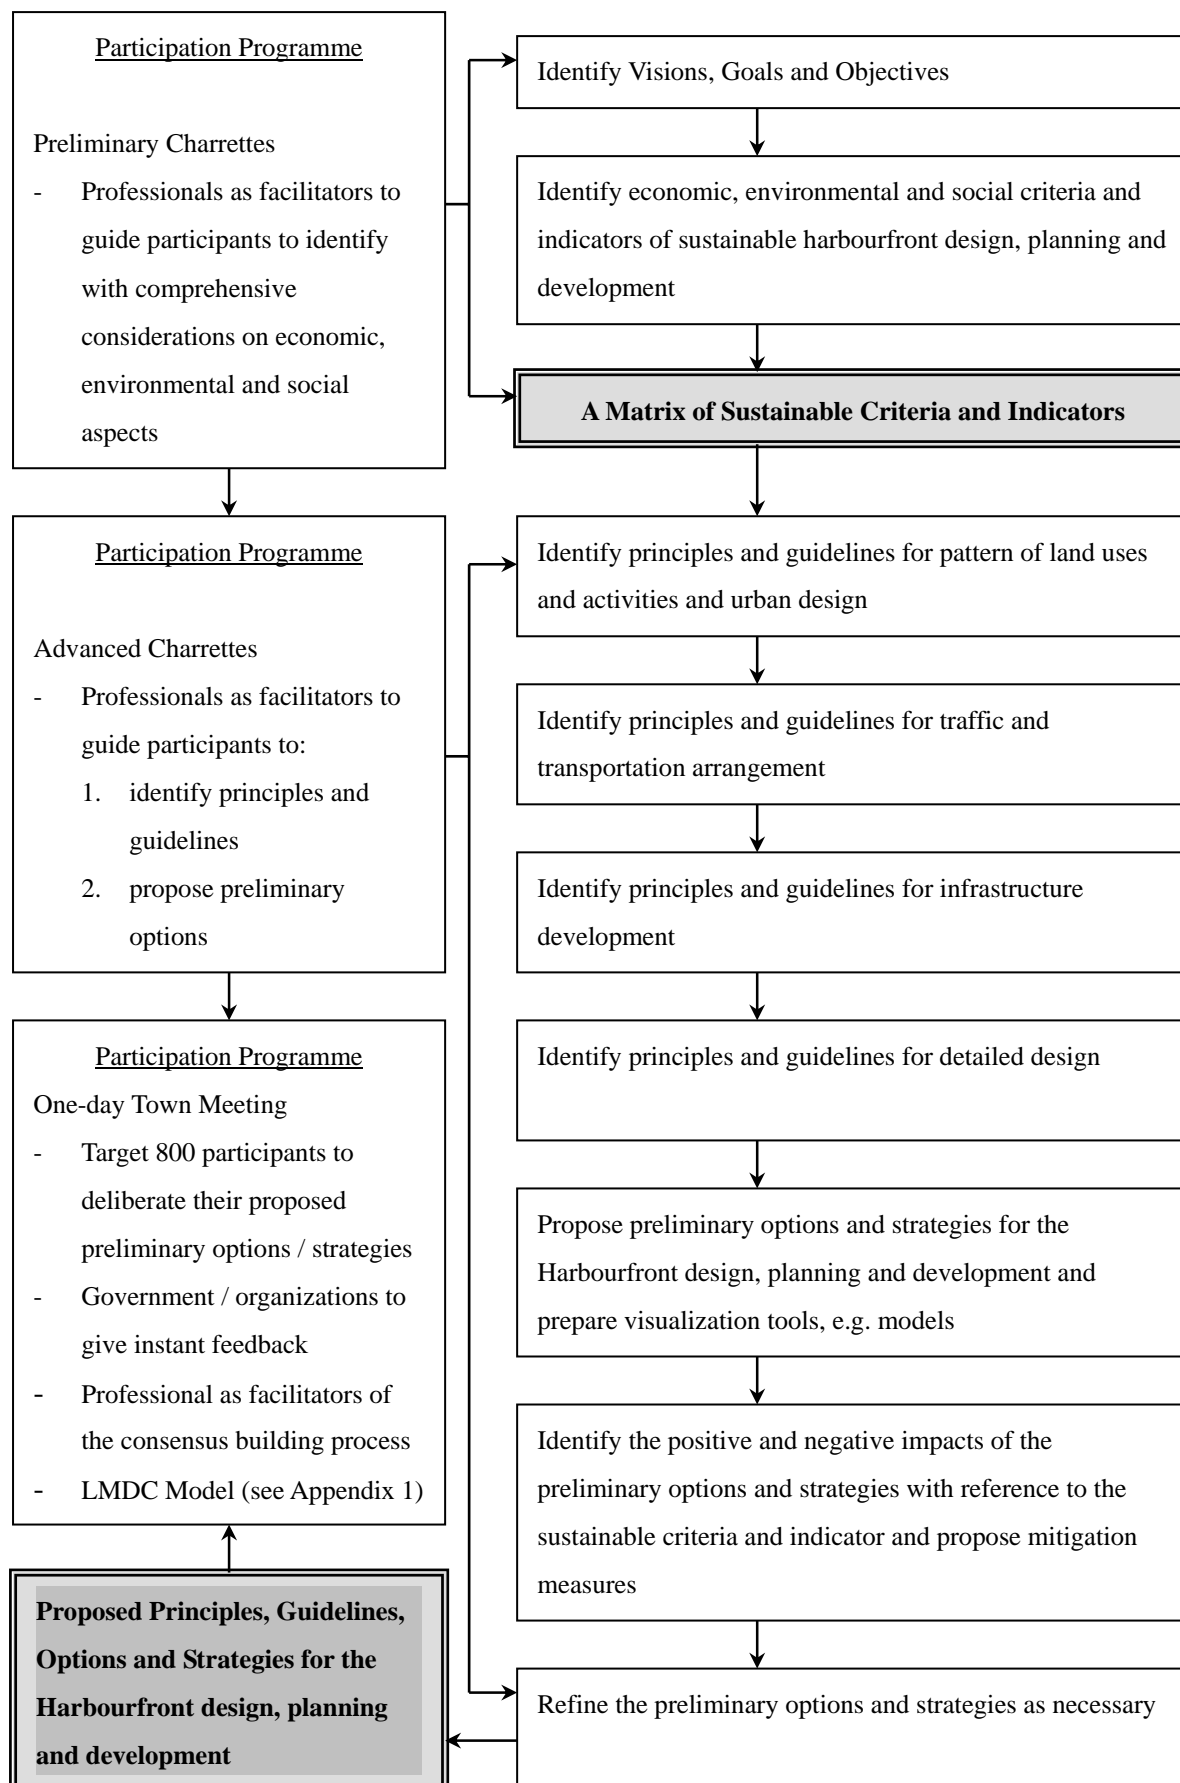 Participation Programme
Preliminary Charrettes
- Professionals as facilitators to
guide participants to identify
with comprehensive
considerations on economic,
environmental and social
aspects
Identify Visions, Goals and Objectives
Identify economic, environmental and social criteria and
indicators of sustainable harbourfront design, planning and
development
A Matrix of Sustainable Criteria and Indicators
Participation Programme
Advanced Charrettes
- Professionals as facilitators to
guide participants to:
1. identify principles and
guidelines
2. propose preliminary
options
Identify principles and guidelines for pattern of land uses
and activities and urban design
Identify principles and guidelines for traffic and
transportation arrangement
Identify principles and guidelines for infrastructure
development
Participation Programme
One-day Town Meeting
- Target 800 participants to
deliberate their proposed
preliminary options / strategies
- Government / organizations to
give instant feedback
- Professional as facilitators of
the consensus building process
- LMDC Model (see Appendix 1)
Identify principles and guidelines for detailed design
Propose preliminary options and strategies for the
Harbourfront design, planning and development and
prepare visualization tools, e.g. models
Identify the positive and negative impacts of the
preliminary options and strategies with reference to the
sustainable criteria and indicator and propose mitigation
measures
Refine the preliminary options and strategies as necessary
Proposed Principles, Guidelines,
Options and Strategies for the
Harbourfront design, planning
and development